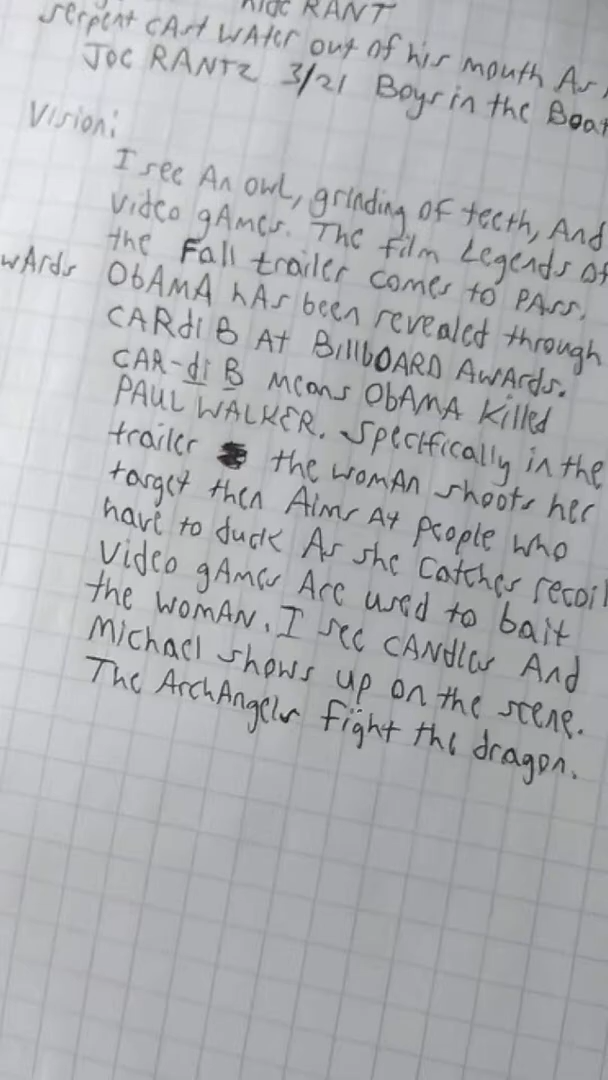 RANT
serpent cast water out of his mouth As
Joe RANTZ 3/21 Boys in the Boat
Vision:
I see An owl, grinding of teeth, And
video games. The film Legends of
the Fall trailer comes to pass.
wards ObAMA hAs been revealed through
CARdi B At BillbOARD AwArds.
CAR-di B Means ObAMA killed
PAUL WALKER. Specifically in the
trailer the womAn shoots her
target then Aims At people who
have to duck As she catches recoil
Video gAmes Are used to bait
the womAn. I see cANdles And
Michael shows up on the scene.
The ArchAngels fight the dragon.